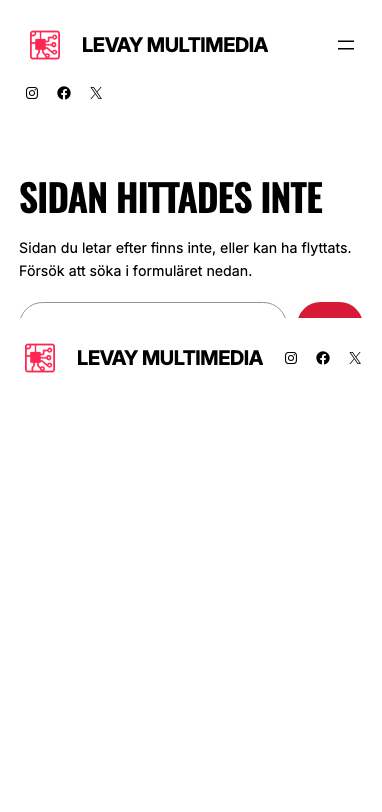 LEVAY MULTIMEDIA
SIDAN HITTADES INTE
Sidan du letar efter finns inte, eller kan ha flyttats.
Försök att söka i formuläret nedan.
LEVAY MULTIMEDIA